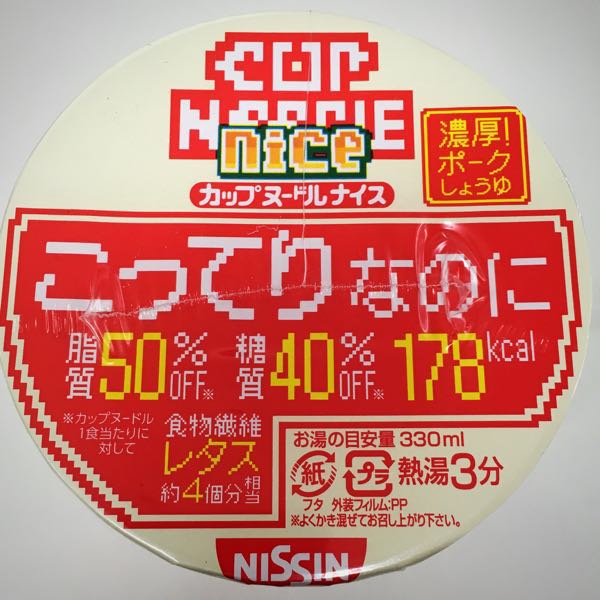 CUP
NOODLE
nice
カップヌードルナイス
濃厚!
ポーク
しょうゆ
こってりなのに
脂質50%OFF※ 糖質40%OFF※ 178kcal
※カップヌードル
1食当たりに
対して
食物繊維
レタス
約4個分相当
お湯の目安量 330ml
紙 プラ 熱湯3分
フタ 外装フィルム:PP
※よくかき混ぜてお召し上がり下さい。
NISSIN